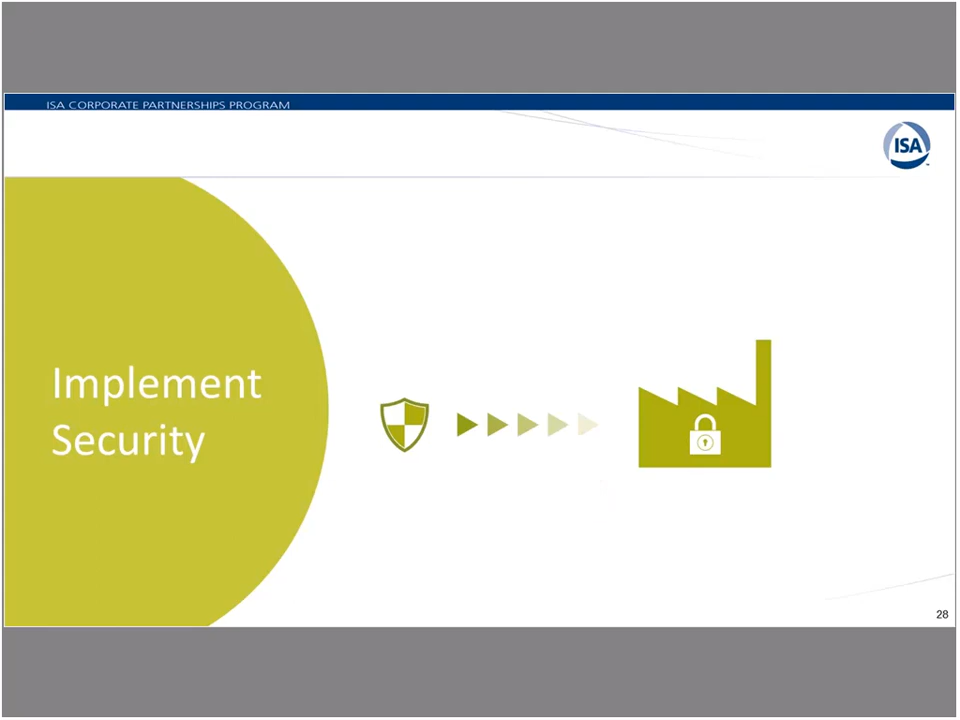 ISA CORPORATE PARTNERSHIPS PROGRAM
ISA
Implement
Security
28